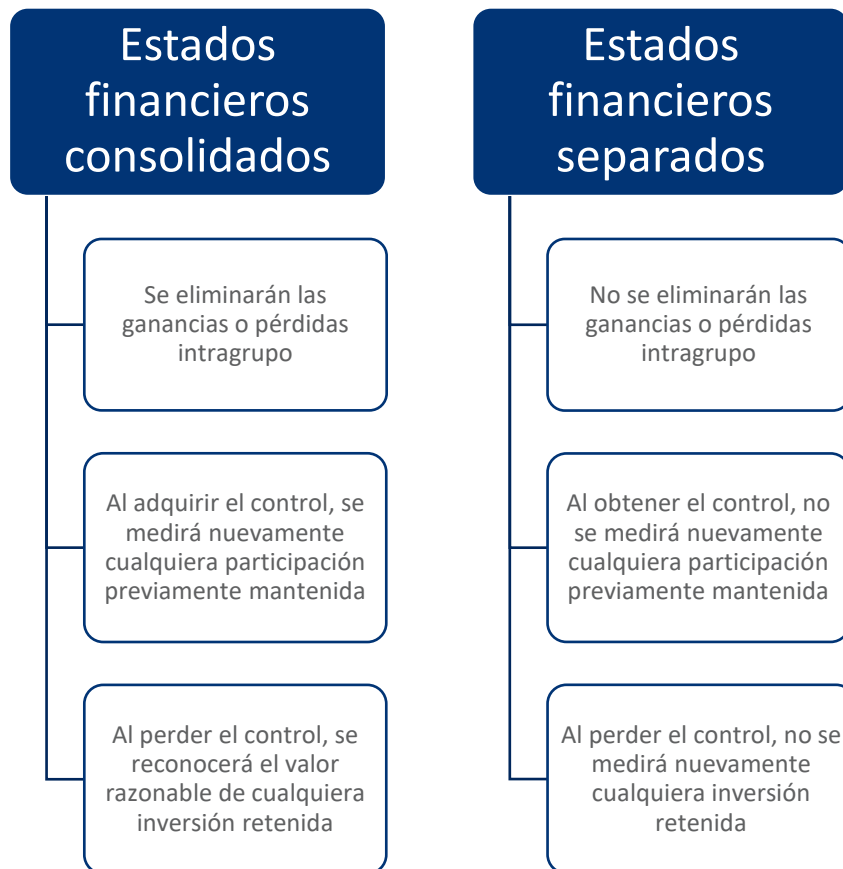 Estados
financieros
consolidados
Se eliminarán las
ganancias o pérdidas
intragrupo
Al adquirir el control, se
medirá nuevamente
cualquiera participación
previamente mantenida
Al perder el control, se
reconocerá el valor
razonable de cualquiera
inversión retenida
Estados
financieros
separados
No se eliminarán las
ganancias o pérdidas
intragrupo
Al obtener el control, no
se medirá nuevamente
cualquiera participación
previamente mantenida
Al perder el control, no se
medirá nuevamente
cualquiera inversión
retenida